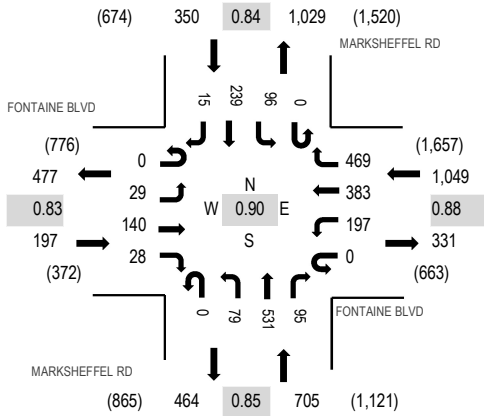 (674) 350 0.84 1,029 (1,520)
MARKSHEFFEL RD
15 239 96 0
FONTAINE BLVD
(776) (1,657)
477 0 469 1,049
29 N 383
0.83 W 0.90 E 0.88
140 197
197 S 331
28 0
(372) (663)
0 79 531 95
FONTAINE BLVD
MARKSHEFFEL RD
(865) 464 0.85 705 (1,121)